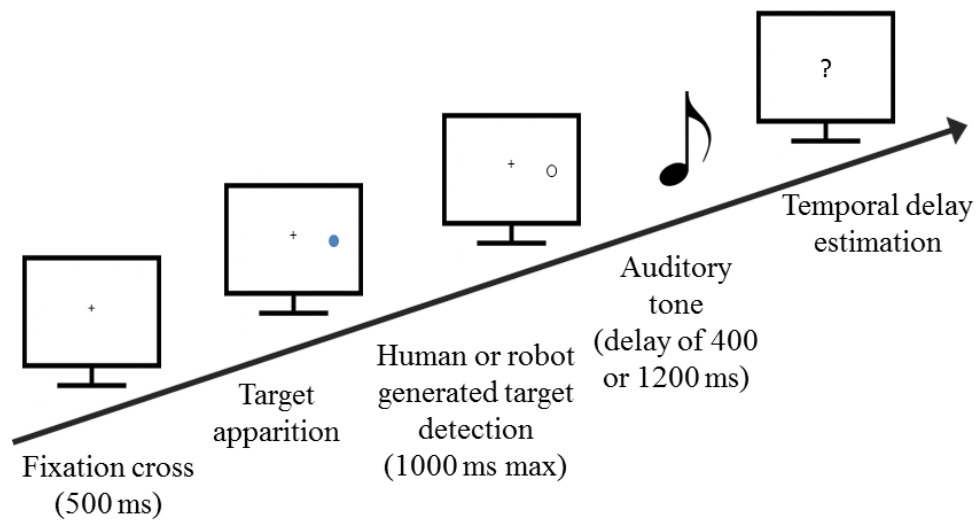 Fixation cross
(500 ms)
Target
apparition
Human or robot
generated target
detection
(1000 ms max)
Auditory
tone
(delay of 400
or 1200 ms)
?
Temporal delay
estimation